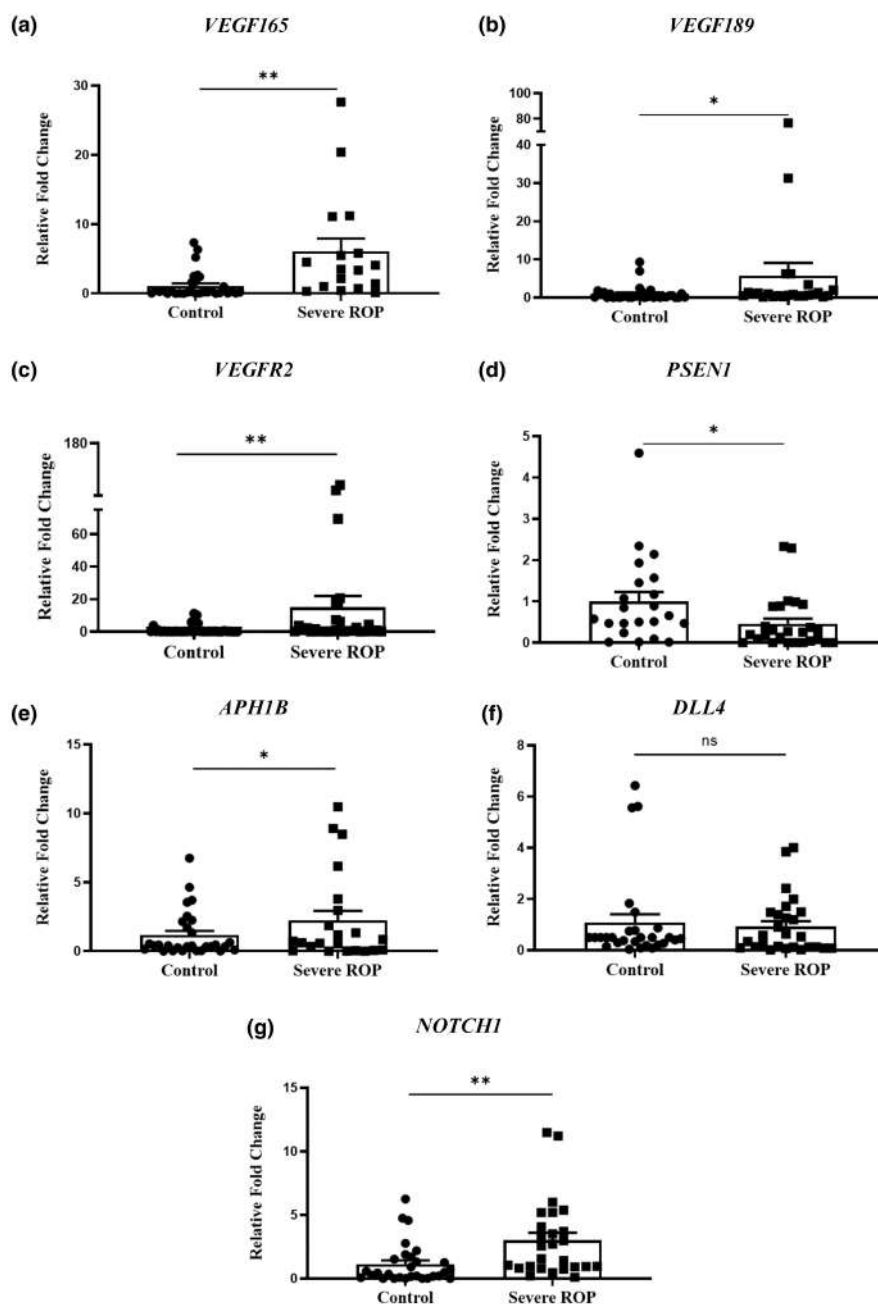 (a) VEGF165
**
30
20
10
0
Relative Fold Change
Control Severe ROP
(b) VEGF189
*
100
80
60
40
30
20
10
0
Relative Fold Change
Control Severe ROP
(c) VEGFR2
**
180
60
40
20
0
Relative Fold Change
Control Severe ROP
(d) PSEN1
*
5
4
3
2
1
0
Relative Fold Change
Control Severe ROP
(e) APH1B
*
15
10
5
0
Relative Fold Change
Control Severe ROP
(f) DLL4
ns
8
6
4
2
0
Relative Fold Change
Control Severe ROP
(g) NOTCH1
**
15
10
5
0
Relative Fold Change
Control Severe ROP